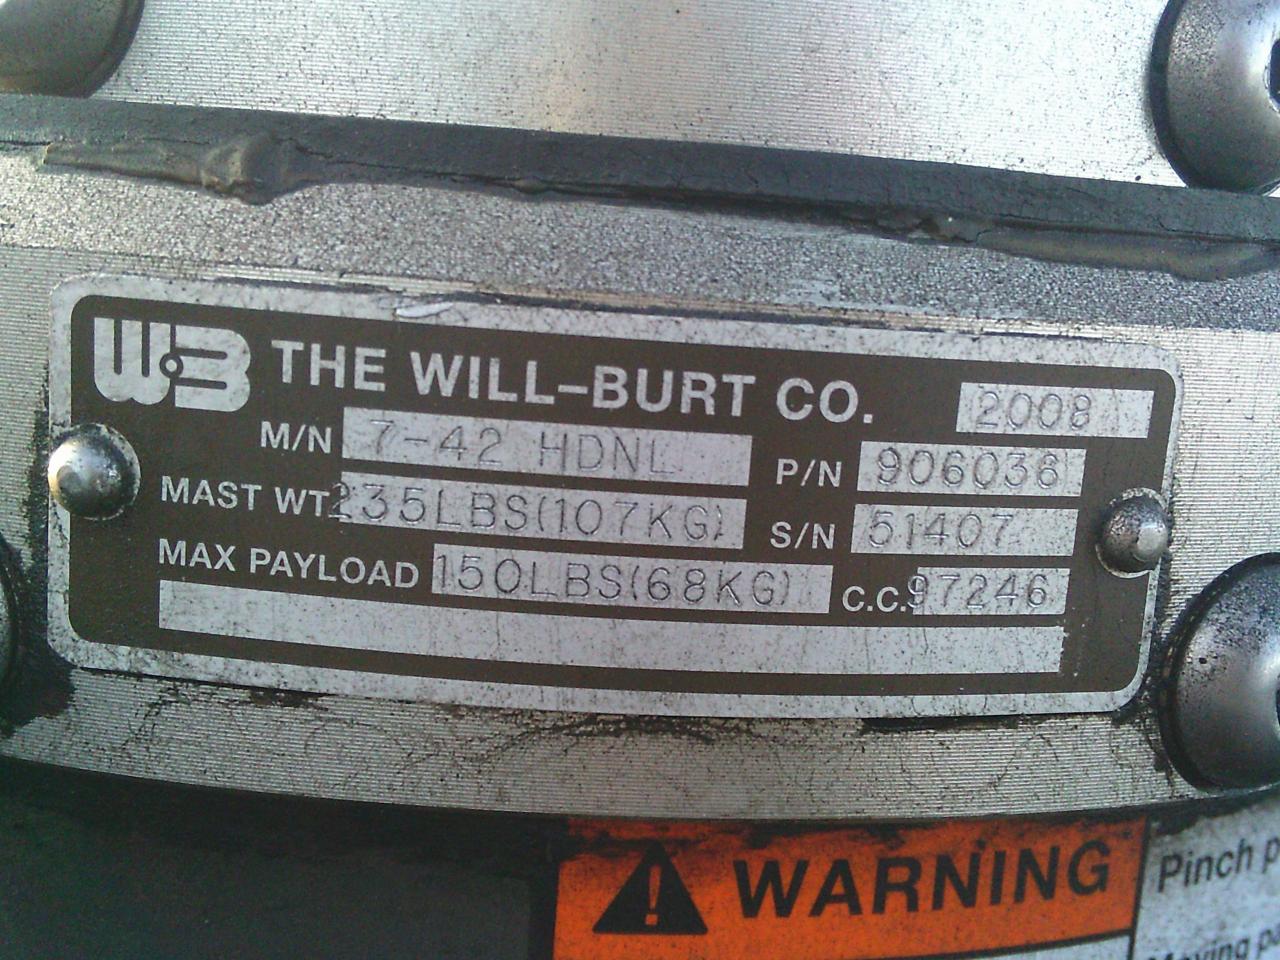 WB THE WILL-BURT CO. 2008
M/N 7-42 HDNL P/N 906036
MAST WT 235LBS(107KG) S/N 51407
MAX PAYLOAD 150LBS(68KG) C.C. 97246
WARNING
Pinch
Moving